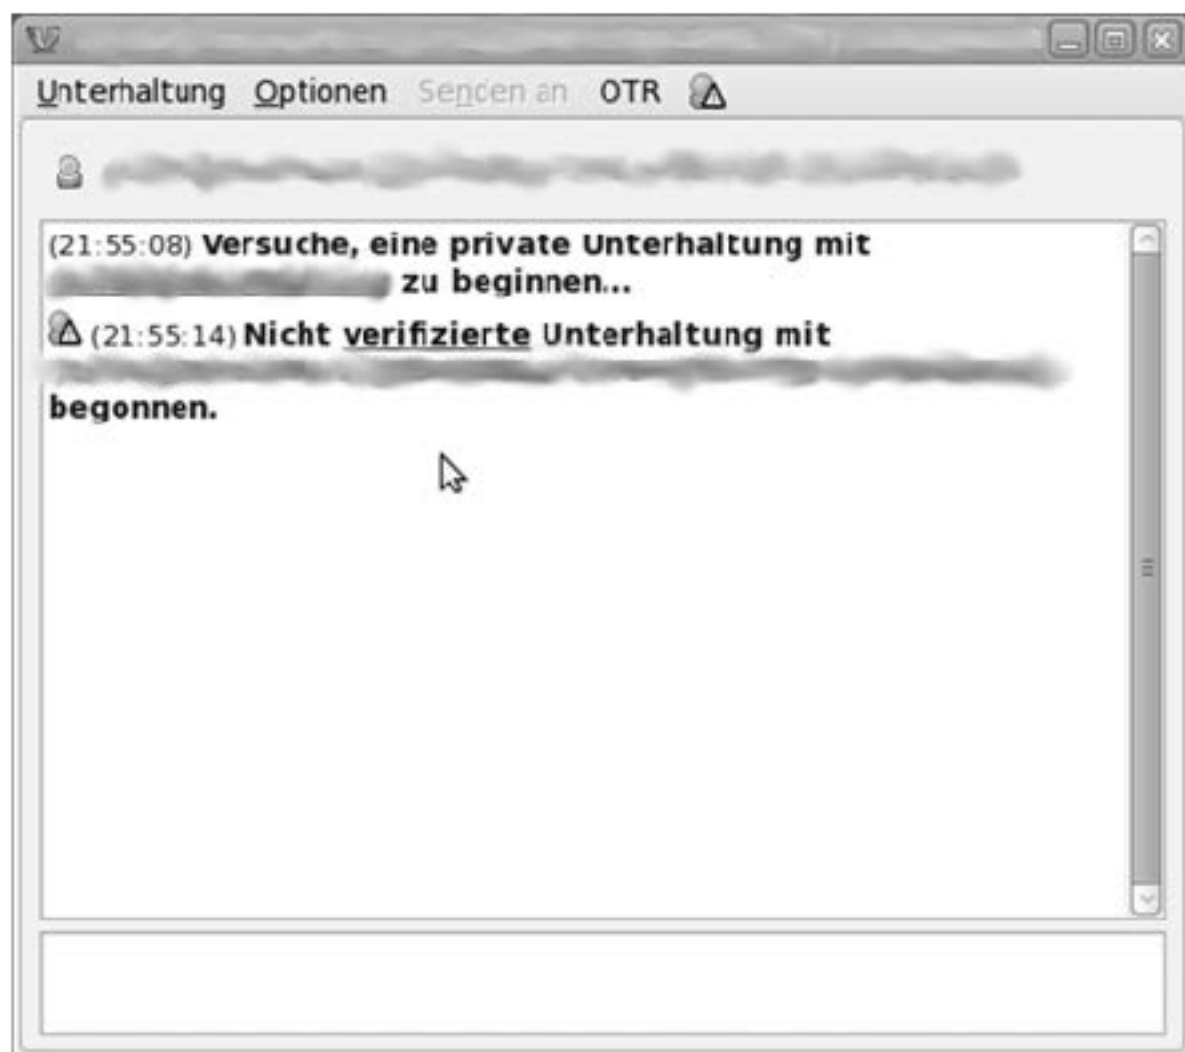 Unterhaltung Optionen Senden an OTR
(21:55:08) Versuche, eine private Unterhaltung mit
zu beginnen...
(21:55:14) Nicht verifizierte Unterhaltung mit
begonnen.